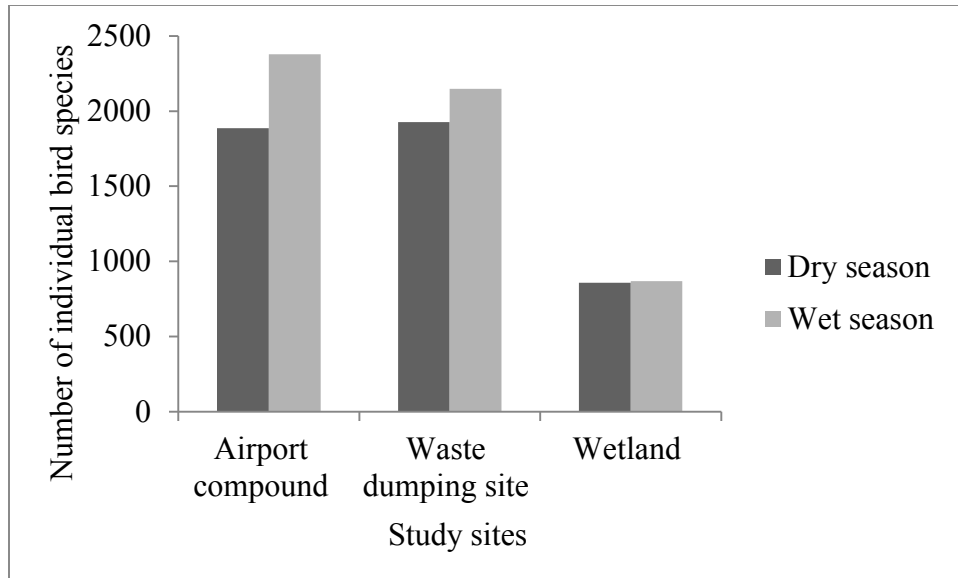 Number of individual bird species
2500
2000
1500
1000
500
0
Airport
compound
Waste
dumping site
Wetland
Study sites
Dry season
Wet season